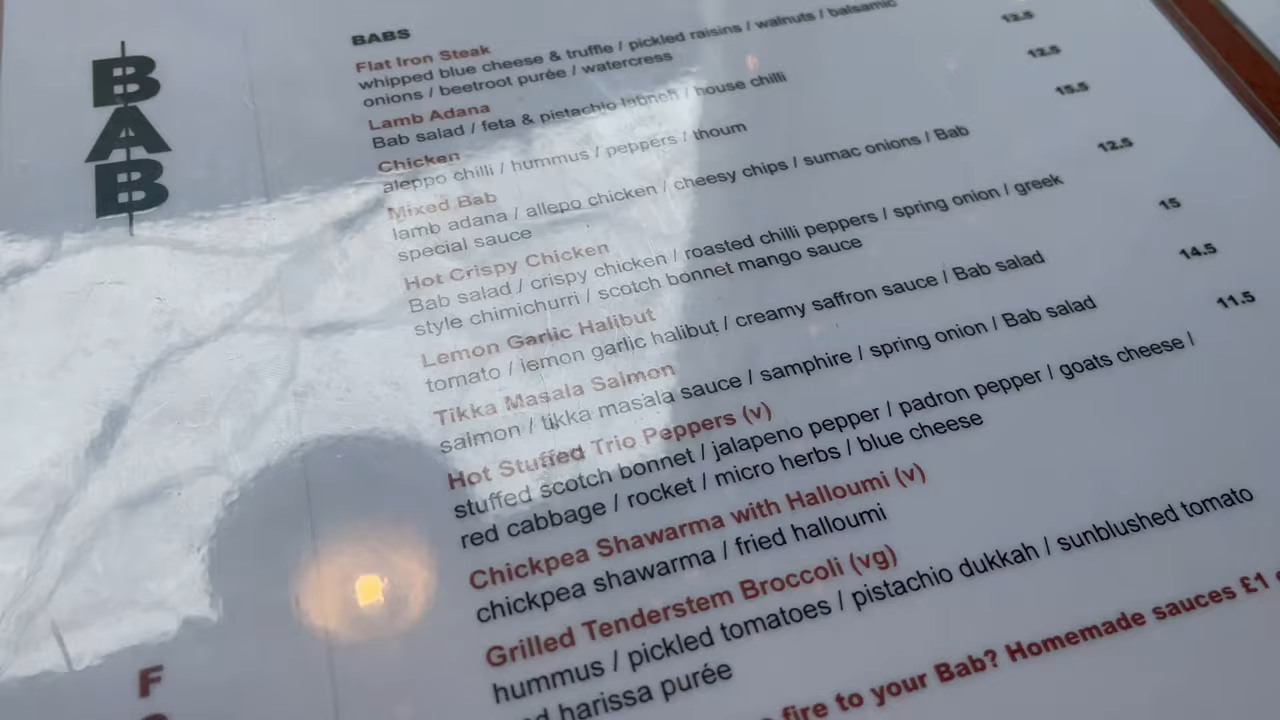 BAB
BABS
Flat Iron Steak
whipped blue cheese & truffle / pickled raisins / walnuts / balsamic
onions / beetroot purée / watercress
12.5
Lamb Adana
Bab salad / feta & pistachio labneh / house chilli
12.5
Chicken
aleppo chilli / hummus / peppers / thoum
15.5
Mixed Bab
lamb adana / allepo chicken / cheesy chips / sumac onions / Bab
special sauce
12.5
Hot Crispy Chicken
Bab salad / crispy chicken / roasted chilli peppers / spring onion / greek
style chimichurri / scotch bonnet mango sauce
15
Lemon Garlic Halibut
tomato / lemon garlic halibut / creamy saffron sauce / Bab salad
14.5
Tikka Masala Salmon
salmon / tikka masala sauce / samphire / spring onion / Bab salad
11.5
Hot Stuffed Trio Peppers (v)
stuffed scotch bonnet / jalapeno pepper / padron pepper / goats cheese /
red cabbage / rocket / micro herbs / blue cheese
Chickpea Shawarma with Halloumi (v)
chickpea shawarma / fried halloumi
Grilled Tenderstem Broccoli (vg)
hummus / pickled tomatoes / pistachio dukkah / sunblushed tomato
harissa purée
fire to your Bab? Homemade sauces £1
F